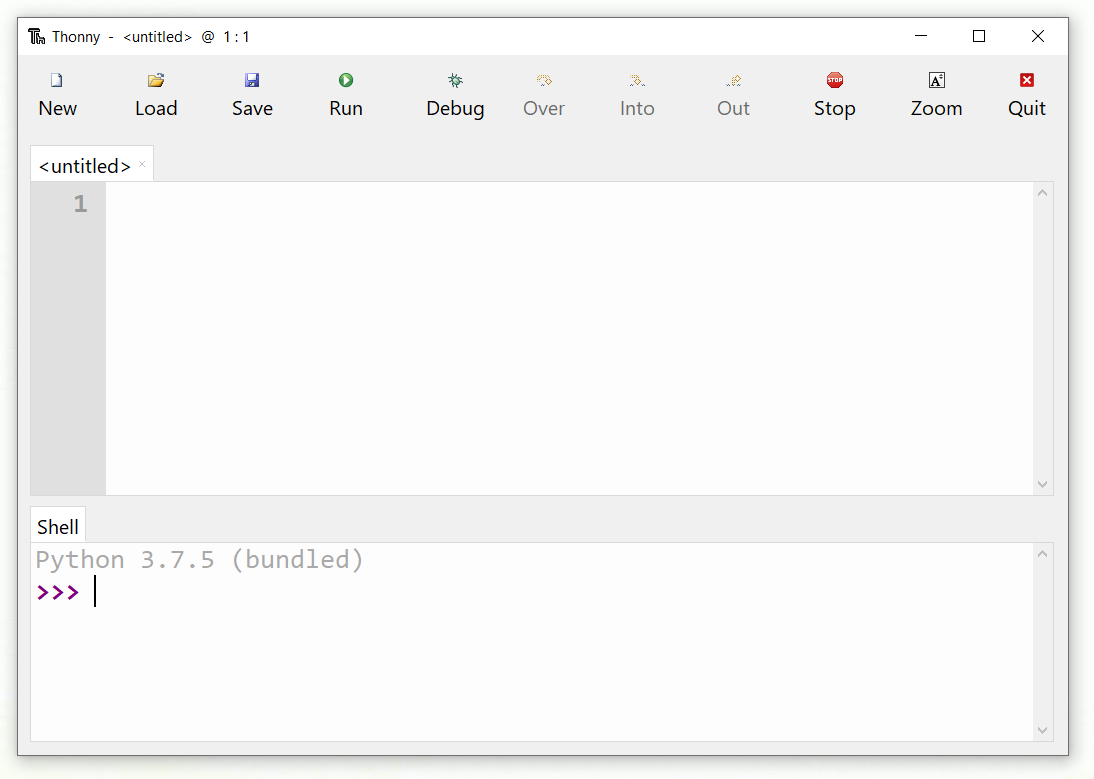 Thonny - <untitled> @ 1 : 1
New Load Save Run Debug Over Into Out Stop Zoom Quit
<untitled>
1
Shell
Python 3.7.5 (bundled)
>>>